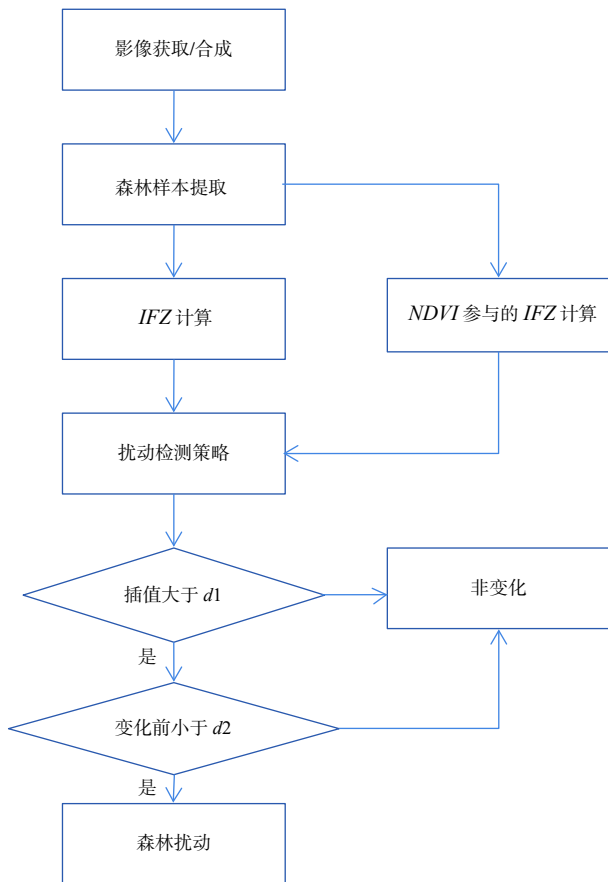 影像获取/合成
森林样本提取
IFZ 计算
NDVI 参与的 IFZ 计算
扰动检测策略
插值大于 d1
非变化
是
变化前小于 d2
是
森林扰动